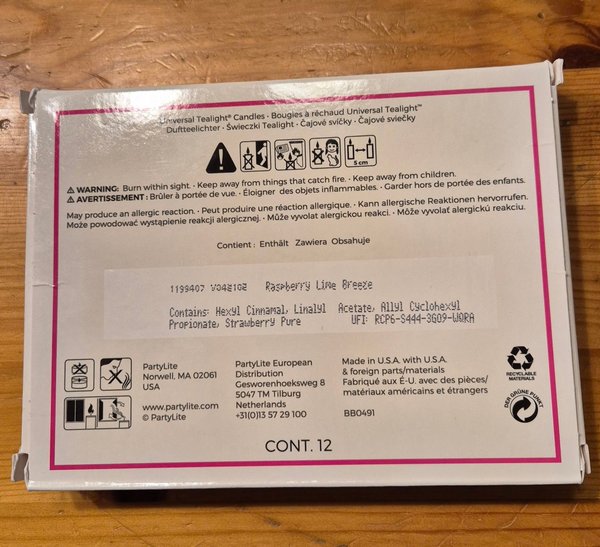 Universal Tealight® Candles • Bougies à réchaud Universal Tealight™
Duftteelichter • Świeczki Tealight • Čajové svíčky • Čajové sviečky
5 cm
WARNING: Burn within sight. • Keep away from things that catch fire. • Keep away from children.
AVERTISSEMENT: Brûler à portée de vue. • Éloigner des objets inflammables. • Garder hors de portée des enfants.
May produce an allergic reaction. • Peut produire une réaction allergique. • Kann allergische Reaktionen hervorrufen.
Może powodować wystąpienie reakcji alergicznej. • Může vyvolat alergickou reakci. • Môže vyvolať alergickú reakciu.
Contient: Enthält Zawiera Obsahuje
1199407 V042102 Raspberry Lime Breeze
Contains: Hexyl Cinnamal, Linalyl Acetate, Allyl Cyclohexyl
Propionate, Strawberry Pure UFI: RCP6-S444-3G09-WQRA
PartyLite
Norwell, MA 02061
USA
www.partylite.com
© PartyLite
PartyLite European
Distribution
Gesworenhoeksweg 8
5047 TM Tilburg
Netherlands
+31(0)13 57 29 100
Made in U.S.A. with U.S.A.
& foreign parts/materials
Fabriqué aux É.-U. avec des pièces/
matériaux américains et étrangers
BB0491
RECYCLABLE
MATERIALS
DER GRÜNE PUNKT
CONT. 12